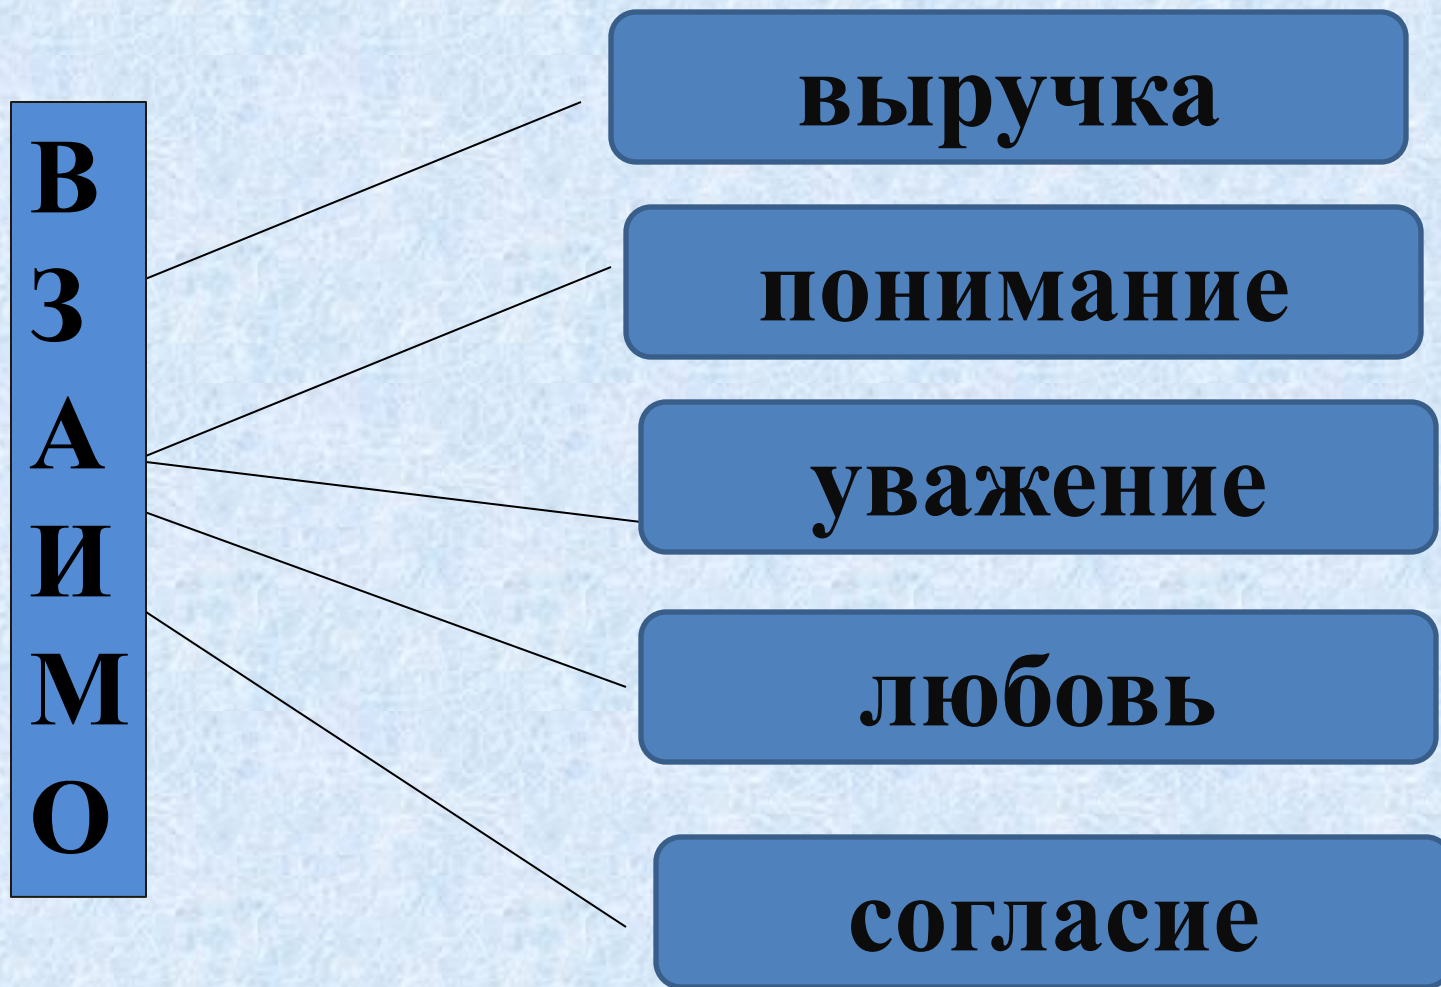 В
З
А
И
М
О
выручка
понимание
уважение
любовь
согласие